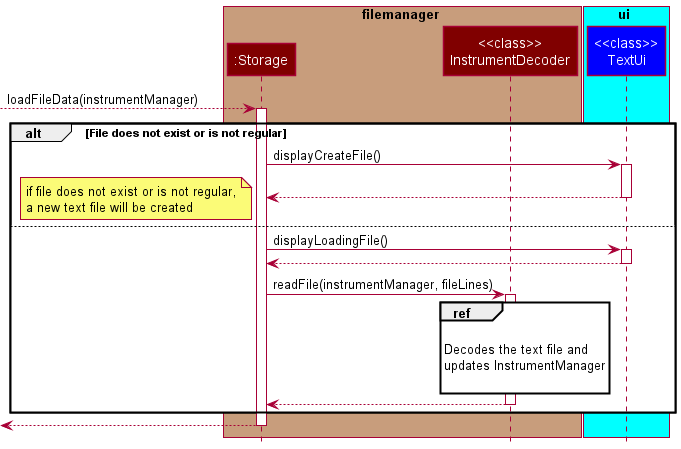 filemanager
ui
:Storage
<<class>>
InstrumentDecoder
<<class>>
TextUi
loadFileData(instrumentManager)
alt
[File does not exist or is not regular]
displayCreateFile()
if file does not exist or is not regular,
a new text file will be created
displayLoadingFile()
readFile(instrumentManager, fileLines)
ref
Decodes the text file and
updates InstrumentManager